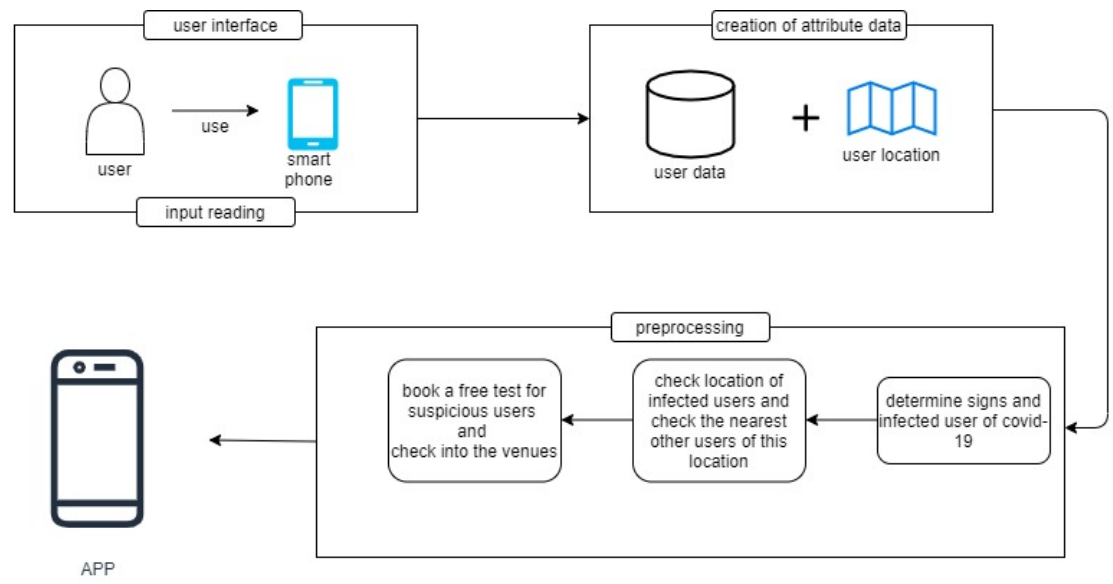 user interface
use
user
smart
phone
input reading
creation of attribute data
user data
user location
preprocessing
determine signs and
infected user of covid-
19
check location of
infected users and
check the nearest
other users of this
location
book a free test for
suspicious users
and
check into the venues
APP